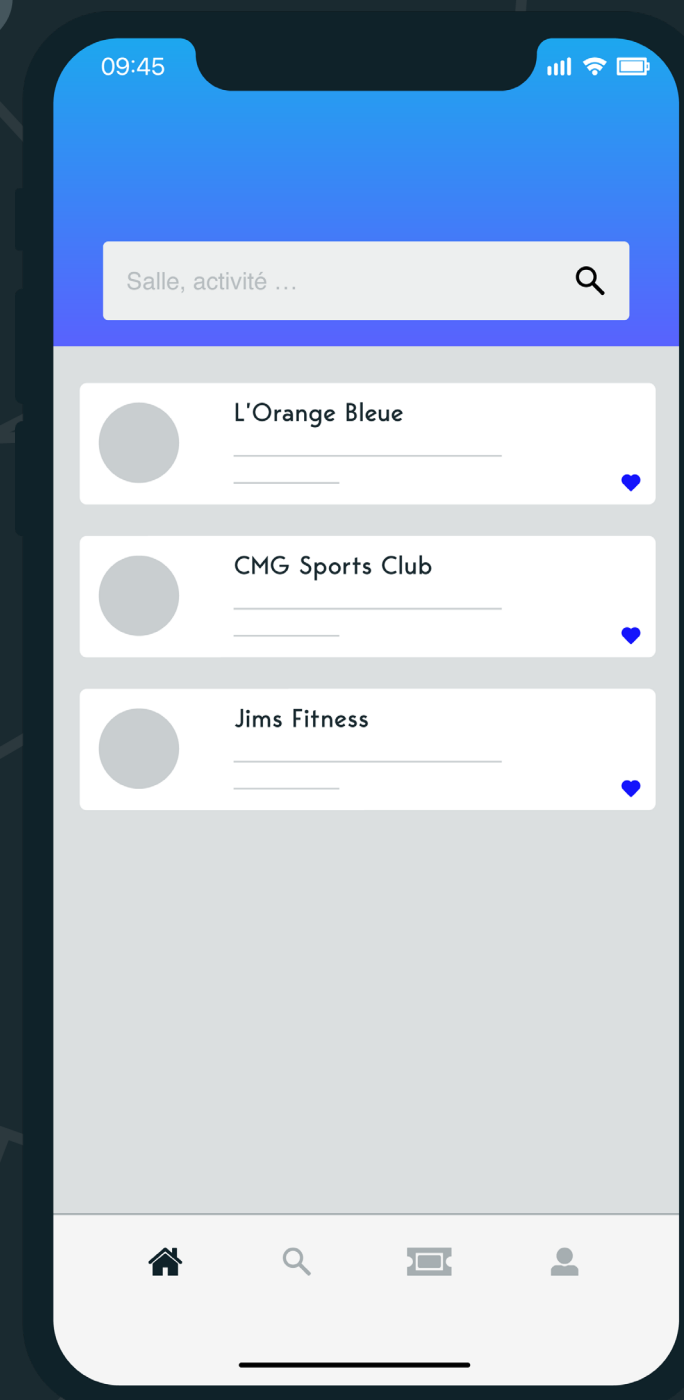 09:45
Salle, activité ...
L'Orange Bleue
CMG Sports Club
Jims Fitness